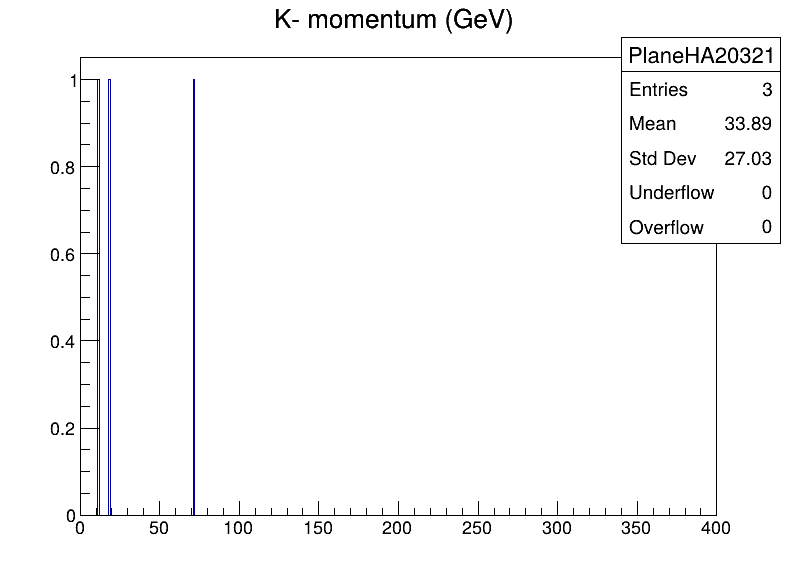 K- momentum (GeV)
PlaneHA20321
Entries 3
Mean 33.89
Std Dev 27.03
Underflow 0
Overflow 0
1
0.8
0.6
0.4
0.2
0
0 50 100 150 200 250 300 350 400